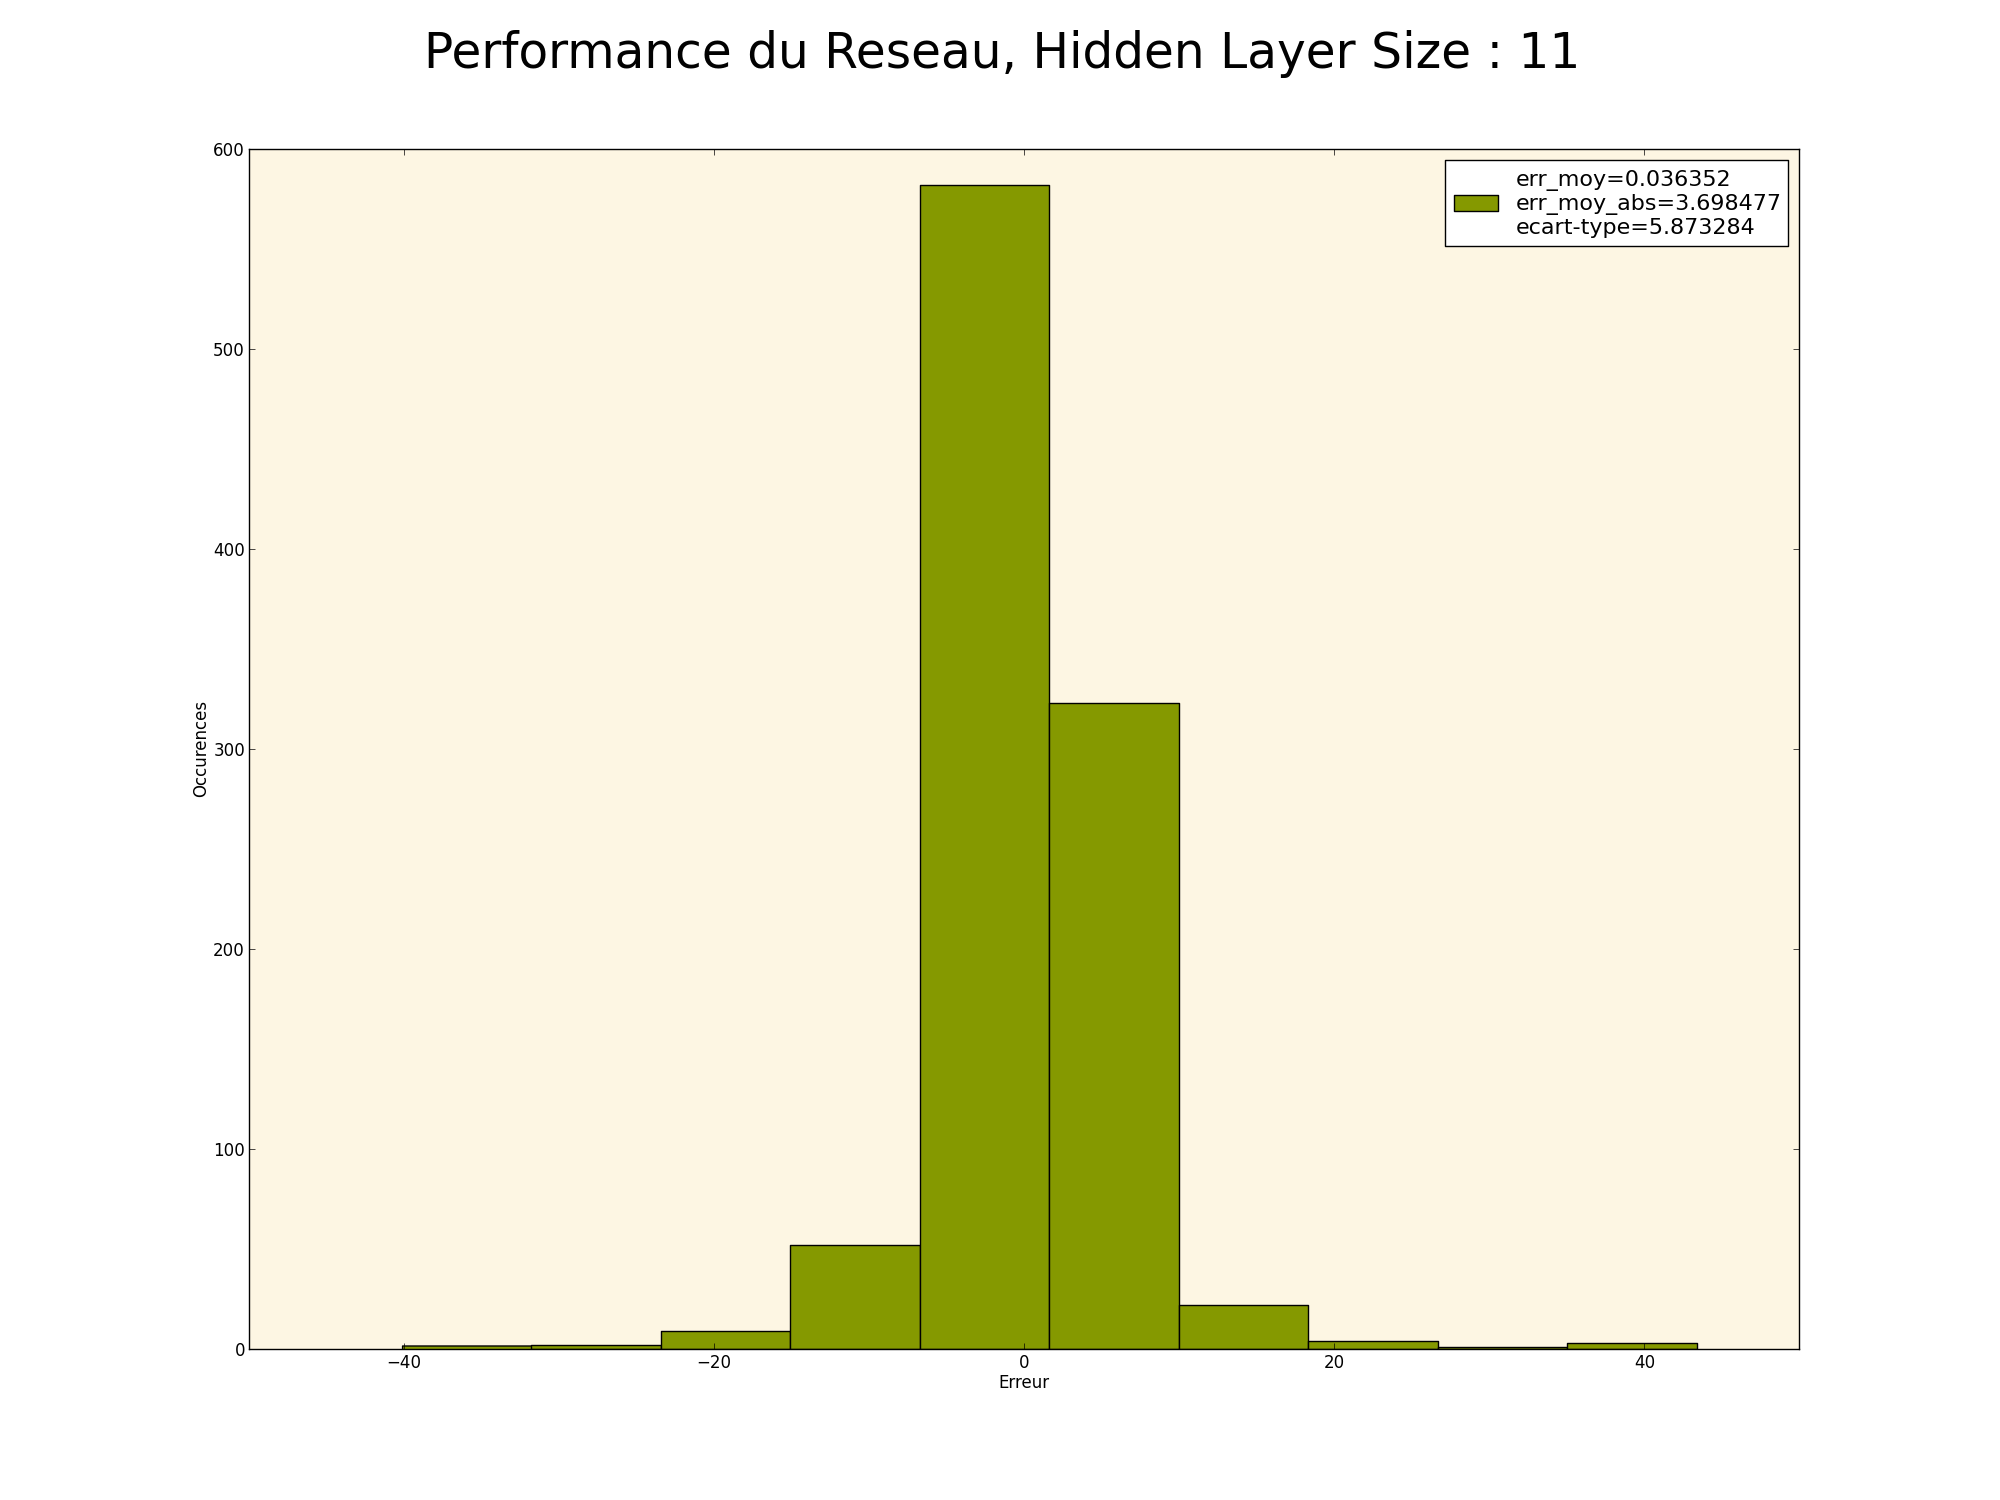 Performance du Reseau, Hidden Layer Size : 11
600
500
400
300
200
100
0
Occurences
−40
−20
0
20
40
Erreur
err_moy=0.036352
err_moy_abs=3.698477
ecart-type=5.873284